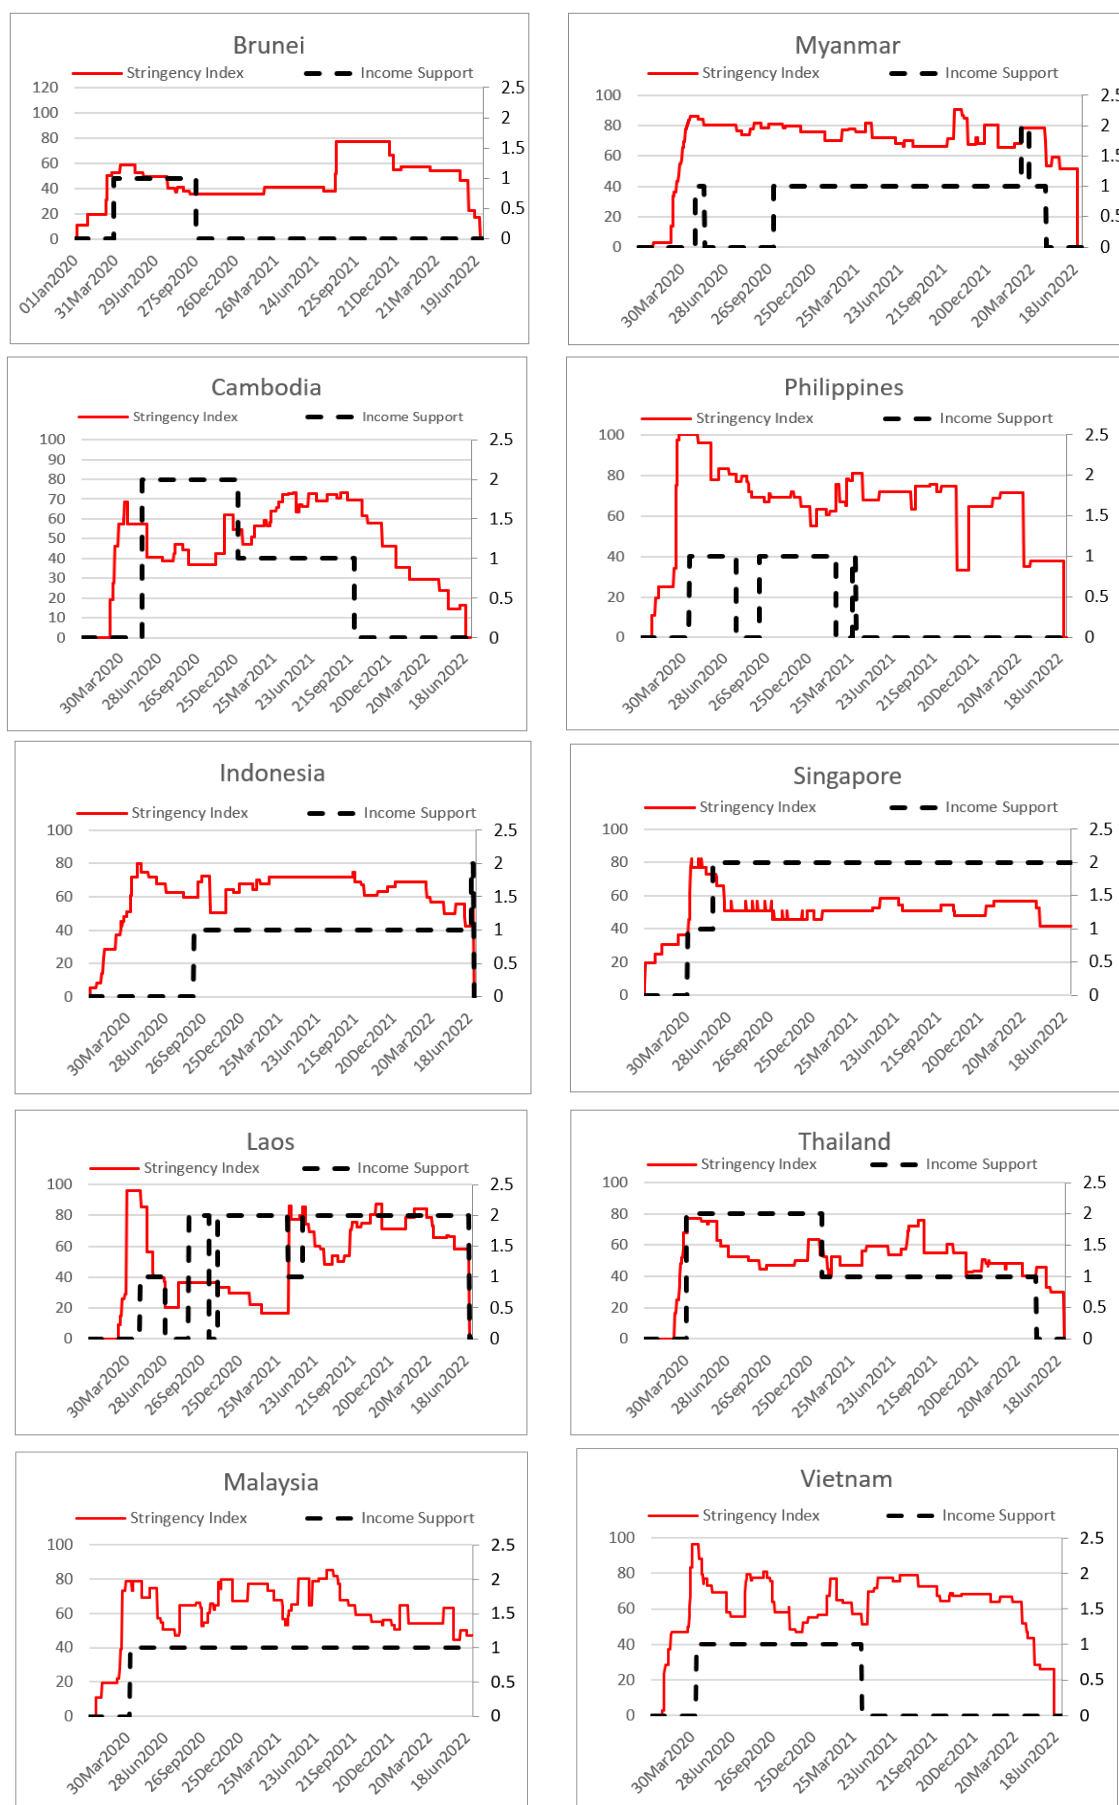 Brunei
Stringency Index Income Support
120
100
80
60
40
20
0
2.5
2
1.5
1
0.5
0
01Jan2020
31Mar2020
29Jun2020
27Sep2020
26Dec2020
26Mar2021
24Jun2021
22Sep2021
21Dec2021
21Mar2022
19Jun2022
Myanmar
Stringency Index Income Support
100
80
60
40
20
0
2.5
2
1.5
1
0.5
0
30Mar2020
28Jun2020
26Sep2020
25Dec2020
25Mar2021
23Jun2021
21Sep2021
20Dec2021
20Mar2022
18Jun2022
Cambodia
Stringency Index Income Support
100
90
80
70
60
50
40
30
20
10
0
2.5
2
1.5
1
0.5
0
30Mar2020
28Jun2020
26Sep2020
25Dec2020
25Mar2021
23Jun2021
21Sep2021
20Dec2021
20Mar2022
18Jun2022
Philippines
Stringency Index Income Support
100
80
60
40
20
0
2.5
2
1.5
1
0.5
0
30Mar2020
28Jun2020
26Sep2020
25Dec2020
25Mar2021
23Jun2021
21Sep2021
20Dec2021
20Mar2022
18Jun2022
Indonesia
Stringency Index Income Support
100
80
60
40
20
0
2.5
2
1.5
1
0.5
0
30Mar2020
28Jun2020
26Sep2020
25Dec2020
25Mar2021
23Jun2021
21Sep2021
20Dec2021
20Mar2022
18Jun2022
Singapore
Stringency Index Income Support
100
80
60
40
20
0
2.5
2
1.5
1
0.5
0
30Mar2020
28Jun2020
26Sep2020
25Dec2020
25Mar2021
23Jun2021
21Sep2021
20Dec2021
20Mar2022
18Jun2022
Laos
Stringency Index Income Support
100
80
60
40
20
0
2.5
2
1.5
1
0.5
0
30Mar2020
28Jun2020
26Sep2020
25Dec2020
25Mar2021
23Jun2021
21Sep2021
20Dec2021
20Mar2022
18Jun2022
Thailand
Stringency Index Income Support
100
80
60
40
20
0
2.5
2
1.5
1
0.5
0
30Mar2020
28Jun2020
26Sep2020
25Dec2020
25Mar2021
23Jun2021
21Sep2021
20Dec2021
20Mar2022
18Jun2022
Malaysia
Stringency Index Income Support
100
80
60
40
20
0
2.5
2
1.5
1
0.5
0
30Mar2020
28Jun2020
26Sep2020
25Dec2020
25Mar2021
23Jun2021
21Sep2021
20Dec2021
20Mar2022
18Jun2022
Vietnam
Stringency Index Income Support
100
80
60
40
20
0
2.5
2
1.5
1
0.5
0
30Mar2020
28Jun2020
26Sep2020
25Dec2020
25Mar2021
23Jun2021
21Sep2021
20Dec2021
20Mar2022
18Jun2022